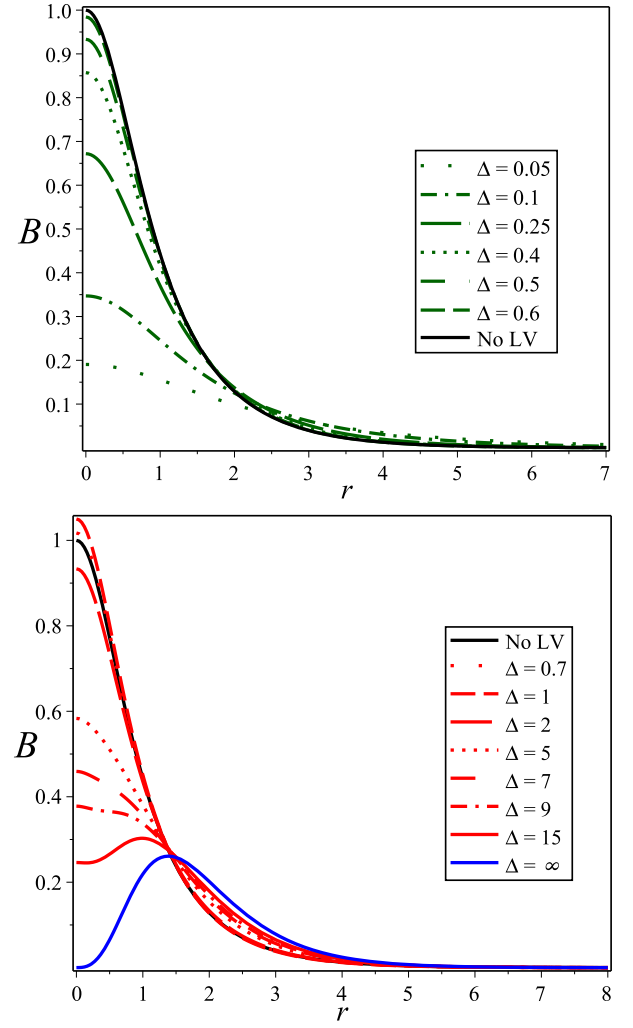 1.0
0.9
0.8
0.7
0.6
0.5
0.4
0.3
0.2
0.1
B
0 1 2 3 4 5 6 7
r
Δ = 0.05
Δ = 0.1
Δ = 0.25
Δ = 0.4
Δ = 0.5
Δ = 0.6
No LV
1
0.8
0.6
0.4
0.2
B
0 1 2 3 4 5 6 7 8
r
No LV
Δ = 0.7
Δ = 1
Δ = 2
Δ = 5
Δ = 7
Δ = 9
Δ = 15
Δ = ∞